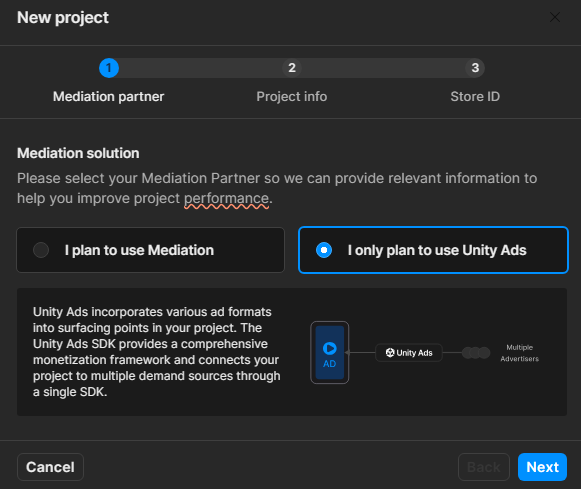 New project
1
2
3
Mediation partner
Project info
Store ID
Mediation solution
Please select your Mediation Partner so we can provide relevant information to
help you improve project performance.
I plan to use Mediation
I only plan to use Unity Ads
Unity Ads incorporates various ad formats
into surfacing points in your project. The
Unity Ads SDK provides a comprehensive
monetization framework and connects your
project to multiple demand sources through
a single SDK.
AD
Unity Ads
Multiple
Advertisers
Cancel
Back
Next